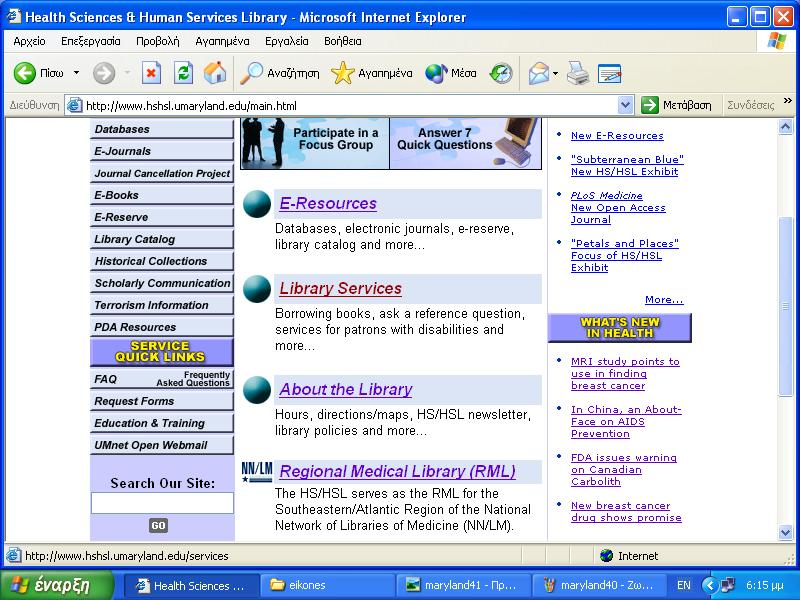 Health Sciences & Human Services Library - Microsoft Internet Explorer
Αρχείο Επεξεργασία Προβολή Αγαπημένα Εργαλεία Βοήθεια
Πίσω Αναζήτηση Αγαπημένα Μέσα
Διεύθυνση http://www.hshsl.umaryland.edu/main.html Μετάβαση Συνδέσεις »
Databases
E-Journals
Journal Cancellation Project
E-Books
E-Reserve
Library Catalog
Historical Collections
Scholarly Communication
Terrorism Information
PDA Resources
SERVICE
QUICK LINKS
FAQ Frequently
Asked Questions
Request Forms
Education & Training
UMnet Open Webmail
Search Our Site:
GO
Participate in a
Focus Group
Answer 7
Quick Questions
E-Resources
Databases, electronic journals, e-reserve,
library catalog and more...
Library Services
Borrowing books, ask a reference question,
services for patrons with disabilities and
more...
About the Library
Hours, directions/maps, HS/HSL newsletter,
library policies and more...
NN/LM
Regional Medical Library (RML)
The HS/HSL serves as the RML for the
Southeastern/Atlantic Region of the National
Network of Libraries of Medicine (NN/LM).
New E-Resources
"Subterranean Blue"
New HS/HSL Exhibit
PLoS Medicine
New Open Access
Journal
"Petals and Places"
Focus of HS/HSL
Exhibit
More...
WHAT'S NEW
IN HEALTH
MRI study points to
use in finding
breast cancer
In China, an About-
Face on AIDS
Prevention
FDA issues warning
on Canadian
Carbolith
New breast cancer
drug shows promise
http://www.hshsl.umaryland.edu/services Internet
έναρξη Health Sciences ... eikones maryland41 - Πρ... maryland40 - Ζω... EN 6:15 μμ